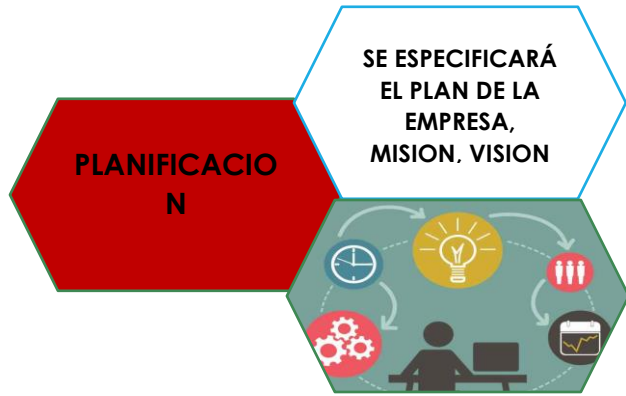 PLANIFICACIO
N
SE ESPECIFICARÁ
EL PLAN DE LA
EMPRESA,
MISION, VISION